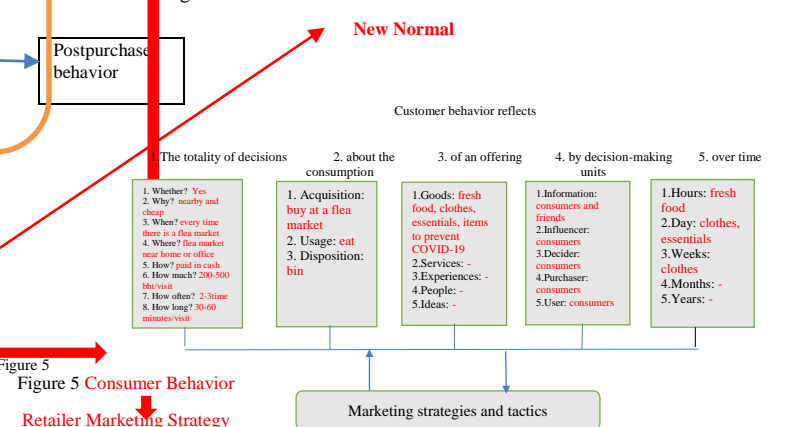 New Normal
Postpurchase
behavior
Customer behavior reflects
1.The totality of decisions
2. about the
consumption
3. of an offering
4. by decision-making
units
5. over time
1. Whether? Yes
2. Why? nearby and
cheap
3. When? every time
there is a flea market
4. Where? flea market
near home or office
5. How? paid in cash
6. How much? 200-500
bht/visit
7. How often? 2-3time
8. How long? 30-60
minutes/visit
1. Acquisition:
buy at a flea
market
2. Usage: eat
3. Disposition:
bin
1.Goods: fresh
food, clothes,
essentials, items
to prevent
COVID-19
2.Services: -
3.Experiences: -
4.People: -
5.Ideas: -
1.Information:
consumers and
friends
2.Influencer:
consumers
3.Decider:
consumers
4.Purchaser:
consumers
5.User: consumers
1.Hours: fresh
food
2.Day: clothes,
essentials
3.Weeks:
clothes
4.Months: -
5.Years: -
Figure 5
Figure 5 Consumer Behavior
Retailer Marketing Strategy
Marketing strategies and tactics